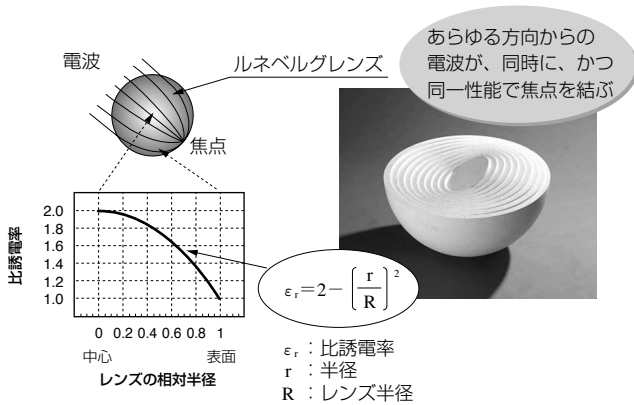 電波
ルネベルグレンズ
あらゆる方向からの
電波が、同時に、かつ
同一性能で焦点を結ぶ
焦点
比誘電率
2.0
1.8
1.6
1.4
1.2
1.0
0 0.2 0.4 0.6 0.8 1
中心 表面
レンズの相対半径
εr=2−(r/R)²
εr：比誘電率
r：半径
R：レンズ半径